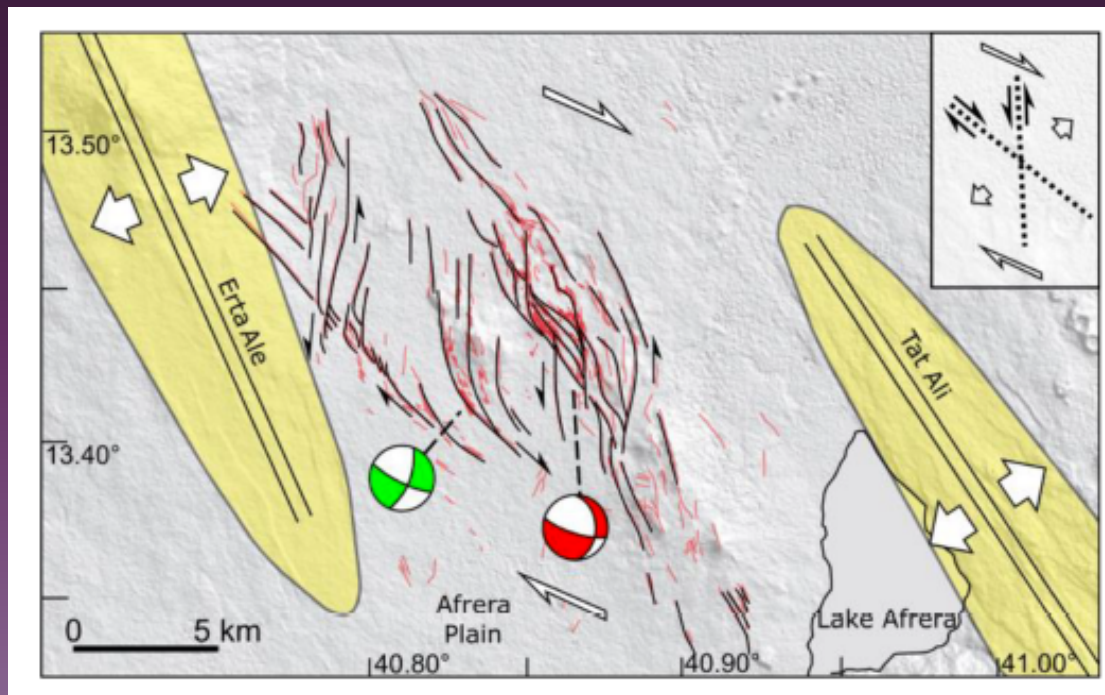 13.50°
Erta Ale
Tat Ali
13.40°
Afrera
Plain
Lake Afrera
0 5 km
40.80°
40.90°
41.00°